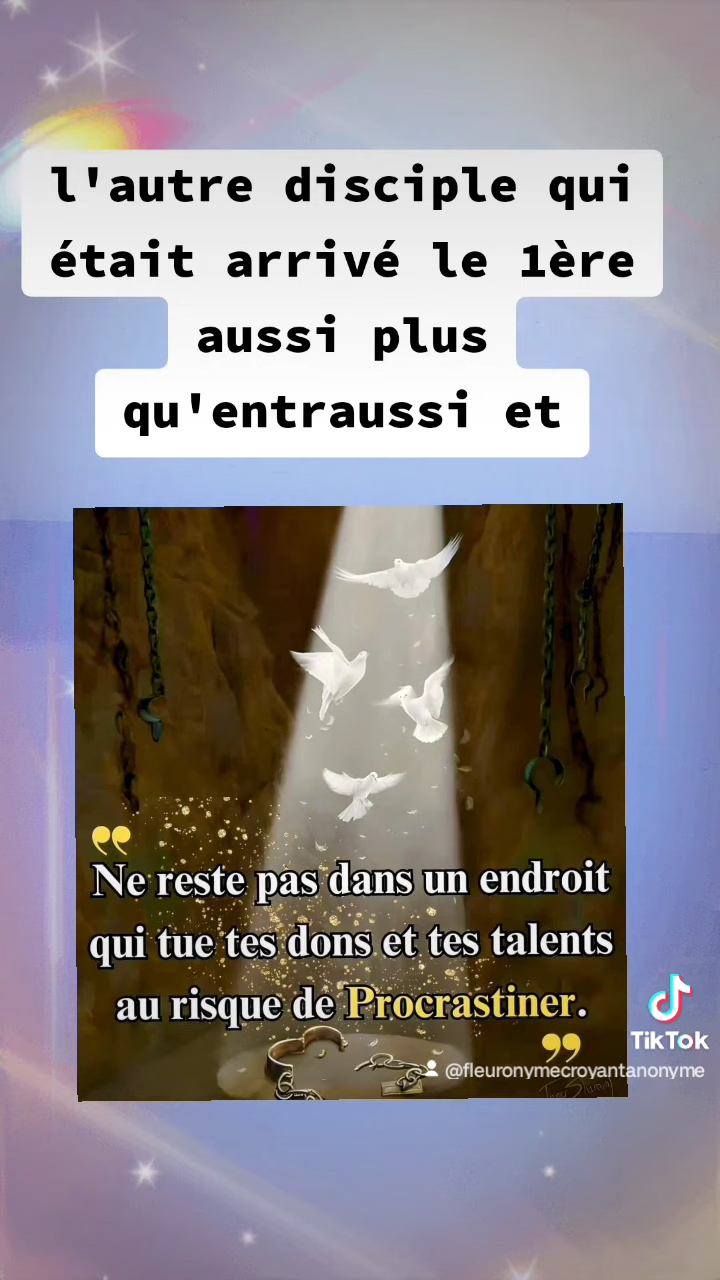 l'autre disciple qui
était arrivé le 1ère
aussi plus
qu'entraussi et
❟❟
Ne reste pas dans un endroit
qui tue tes dons et tes talents
au risque de Procrastiner.
❟❟
TikTok
@fleuronymecroyantanonyme